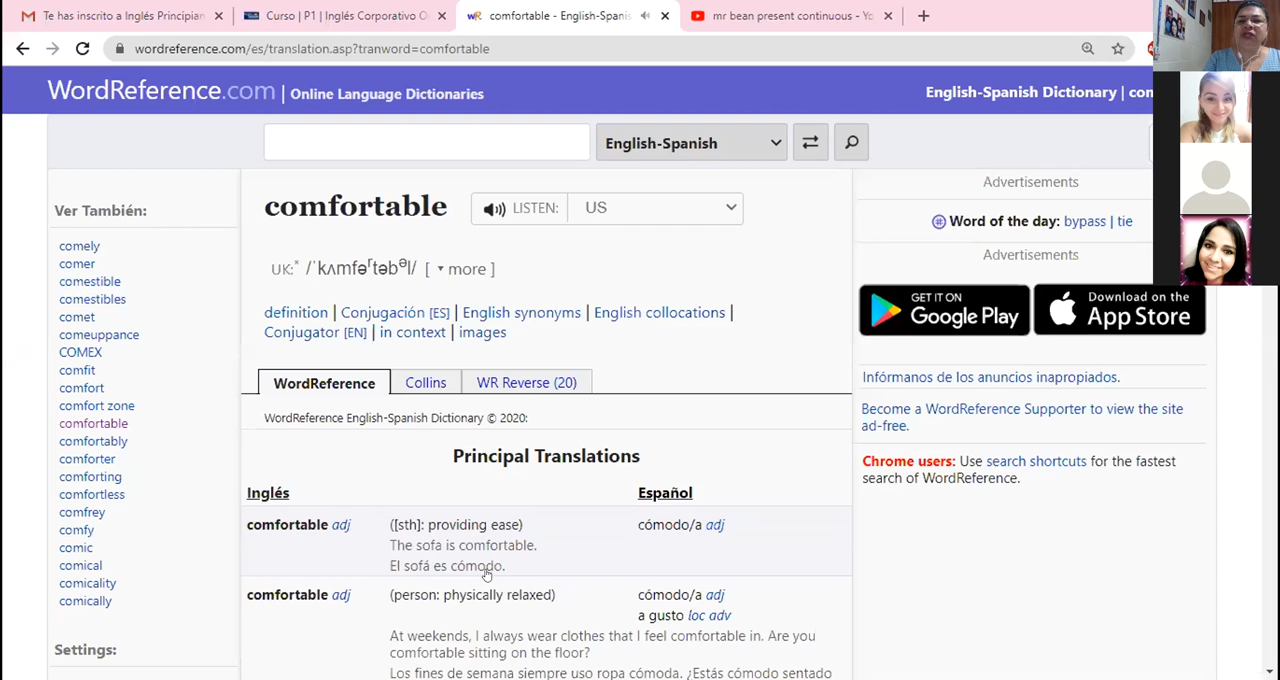 Te has inscrito a Inglés Principian
Curso | P1 | Inglés Corporativo O
comfortable - English-Spanis
mr bean present continuous - Yo
wordreference.com/es/translation.asp?tranword=comfortable
WordReference.com | Online Language Dictionaries
English-Spanish Dictionary | con
English-Spanish
Ver También:
comely
comer
comestible
comestibles
comet
comeuppance
COMEX
comfit
comfort
comfort zone
comfortable
comfortably
comforter
comforting
comfortless
comfrey
comfy
comic
comical
comicality
comically
Settings:
comfortable
LISTEN:
US
UK:* /ˈkʌmfəʳtəbᵊl/ [ ▼ more ]
definition | Conjugación [ES] | English synonyms | English collocations |
Conjugator [EN] | in context | images
WordReference
Collins
WR Reverse (20)
WordReference English-Spanish Dictionary © 2020:
Principal Translations
Inglés Español
comfortable adj ([sth]: providing ease) cómodo/a adj
The sofa is comfortable.
El sofá es cómodo.
comfortable adj (person: physically relaxed) cómodo/a adj
a gusto loc adv
At weekends, I always wear clothes that I feel comfortable in. Are you
comfortable sitting on the floor?
Los fines de semana siempre uso ropa cómoda. ¿Estás cómodo sentado
Advertisements
Word of the day: bypass | tie
Advertisements
GET IT ON
Google Play
Download on the
App Store
Infórmanos de los anuncios inapropiados.
Become a WordReference Supporter to view the site
ad-free.
Chrome users: Use search shortcuts for the fastest
search of WordReference.